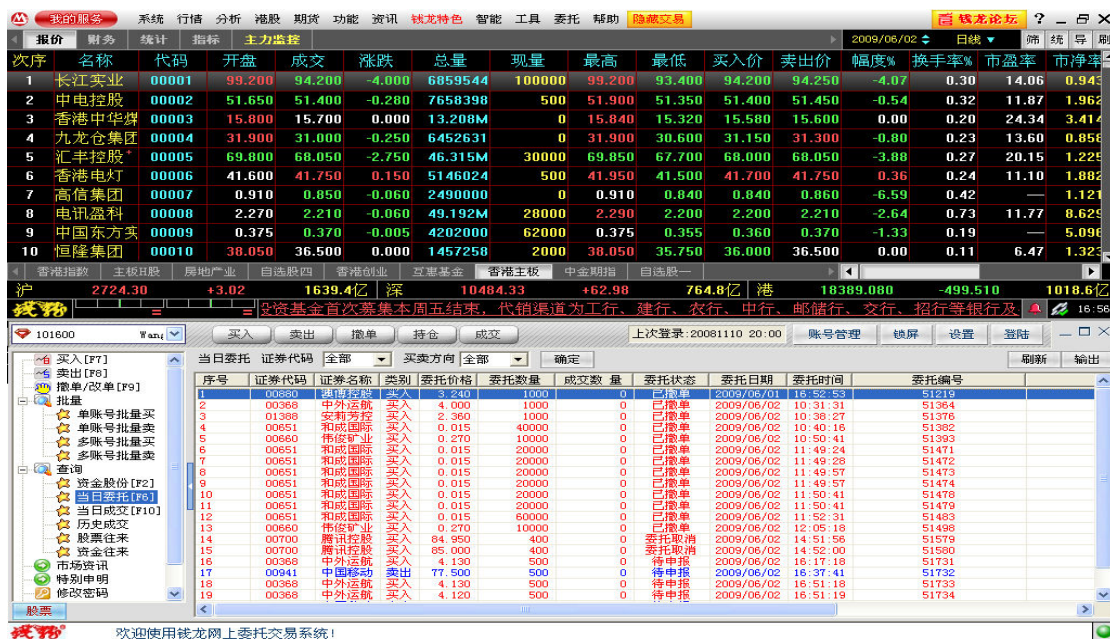 我的服务 系统 行情 分析 港股 期货 功能 资讯 钱龙特色 智能 工具 委托 帮助 隐藏交易 钱龙论坛 ?
报价 财务 统计 指标 主力监控 2009/06/02 日线 筛 统 导 刷
次序 名称 代码 开盘 成交 涨跌 总量 现量 最高 最低 买入价 卖出价 幅度% 换手率% 市盈率 市净率
1 长江实业 00001 99.200 94.200 -4.000 6859544 100000 99.200 93.400 94.200 94.250 -4.07 0.30 14.06 0.943
2 中电控股 00002 51.650 51.400 -0.280 7658398 500 51.900 51.350 51.400 51.450 -0.54 0.32 11.87 1.962
3 香港中华煤 00003 15.800 15.700 0.000 13.208M 0 15.840 15.320 15.580 15.600 0.00 0.20 24.34 3.414
4 九龙仓集团 00004 31.900 31.000 -0.250 6452631 0 31.900 30.600 31.150 31.300 -0.80 0.23 13.60 0.858
5 汇丰控股* 00005 69.800 68.050 -2.750 46.315M 30000 69.850 67.700 68.000 68.050 -3.88 0.27 20.15 1.225
6 香港电灯 00006 41.600 41.750 0.150 5146024 500 41.950 41.500 41.700 41.750 0.36 0.24 11.10 1.882
7 高信集团 00007 0.910 0.850 -0.060 2490000 0 0.910 0.840 0.840 0.860 -6.59 0.42 — 1.121
8 电讯盈科 00008 2.270 2.210 -0.060 49.192M 28000 2.290 2.200 2.200 2.210 -2.64 0.73 11.77 8.629
9 中国东方实 00009 0.375 0.370 -0.005 4202000 62000 0.375 0.355 0.360 0.370 -1.33 0.19 — 5.098
10 恒隆集团 00010 38.050 36.500 0.000 1457258 2000 38.050 35.750 36.000 36.500 0.00 0.11 6.47 1.323
香港指数 主板H股 房地产业 自选股四 香港创业 互惠基金 香港主板 中金期指 自选股一
沪 2724.30 +3.02 1639.4亿 深 10484.33 +62.98 764.8亿 港 18389.080 -499.510 1018.6亿
钱龙 投资基金首次募集本周五结束，代销渠道为工行、建行、农行、中行、邮储行、交行、招行等银行及 16:56
101600 Wang 买入 卖出 撤单 持仓 成交 上次登录:20081110 20:00 账号管理 锁屏 设置 登陆
买入[F7]
卖出[F8]
撤单/改单[F9]
批量
单账号批量买
单账号批量卖
多账号批量买
多账号批量卖
查询
资金股份[F2]
当日委托[F6]
当日成交[F10]
历史成交
股票往来
资金往来
市场资讯
特别申明
修改密码
股票
当日委托 证券代码 全部 买卖方向 全部 确定 刷新 输出
序号 证券代码 证券名称 类别 委托价格 委托数量 成交数 量 委托状态 委托日期 委托时间 委托编号
1 00880 澳博控股 买入 3.240 1000 0 已撤单 2009/06/01 16:52:53 51219
2 00368 中外运航 买入 4.000 1000 0 已撤单 2009/06/02 10:31:31 51364
3 01388 安莉芳控 买入 2.360 1000 0 已撤单 2009/06/02 10:38:27 51376
4 00651 和成国际 买入 0.015 40000 0 已撤单 2009/06/02 10:40:16 51382
5 00660 伟俊矿业 买入 0.270 10000 0 已撤单 2009/06/02 10:50:41 51393
6 00651 和成国际 买入 0.015 20000 0 已撤单 2009/06/02 11:49:24 51471
7 00651 和成国际 买入 0.015 20000 0 已撤单 2009/06/02 11:49:28 51472
8 00651 和成国际 买入 0.015 20000 0 已撤单 2009/06/02 11:49:57 51473
9 00651 和成国际 买入 0.015 20000 0 已撤单 2009/06/02 11:49:57 51474
10 00651 和成国际 买入 0.015 20000 0 已撤单 2009/06/02 11:50:41 51478
11 00651 和成国际 买入 0.015 20000 0 已撤单 2009/06/02 11:50:41 51479
12 00651 和成国际 买入 0.015 60000 0 已撤单 2009/06/02 11:52:31 51483
13 00660 伟俊矿业 买入 0.270 10000 0 已撤单 2009/06/02 12:05:18 51498
14 00700 腾讯控股 买入 84.950 400 0 委托取消 2009/06/02 14:51:56 51579
15 00700 腾讯控股 买入 85.000 400 0 委托取消 2009/06/02 14:52:00 51580
16 00368 中外运航 买入 4.130 500 0 待申报 2009/06/02 16:17:18 51731
17 00941 中国移动 卖出 77.500 500 0 待申报 2009/06/02 16:37:41 51732
18 00368 中外运航 买入 4.130 500 0 待申报 2009/06/02 16:51:18 51733
19 00368 中外运航 买入 4.120 500 0 待申报 2009/06/02 16:51:19 51734
钱龙 欢迎使用钱龙网上委托交易系统！